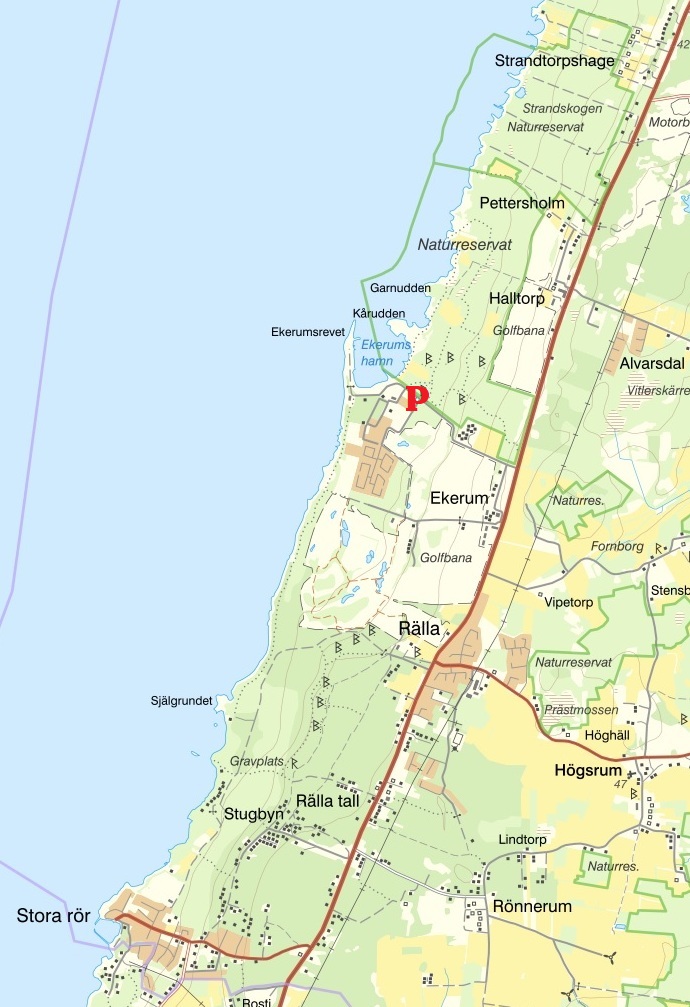 Strandtorpshage
42
Strandskogen
Naturreservat
Motorb
Pettersholm
Naturreservat
Garnudden
Halltorp
Kårudden
Ekerumsrevet
Golfbana
Ekerums
hamn
Alvarsdal
Vitlerskärre
P
Ekerum
Naturres.
Golfbana
Fornborg
R
Stensb
Vipetorp
Rälla
Naturreservat
Själgrundet
Prästmossen
Höghäll
Gravplats
R
Högsrum
47
Rälla tall
Stugbyn
Lindtorp
Naturres.
Stora rör
Rönnerum
Rosti